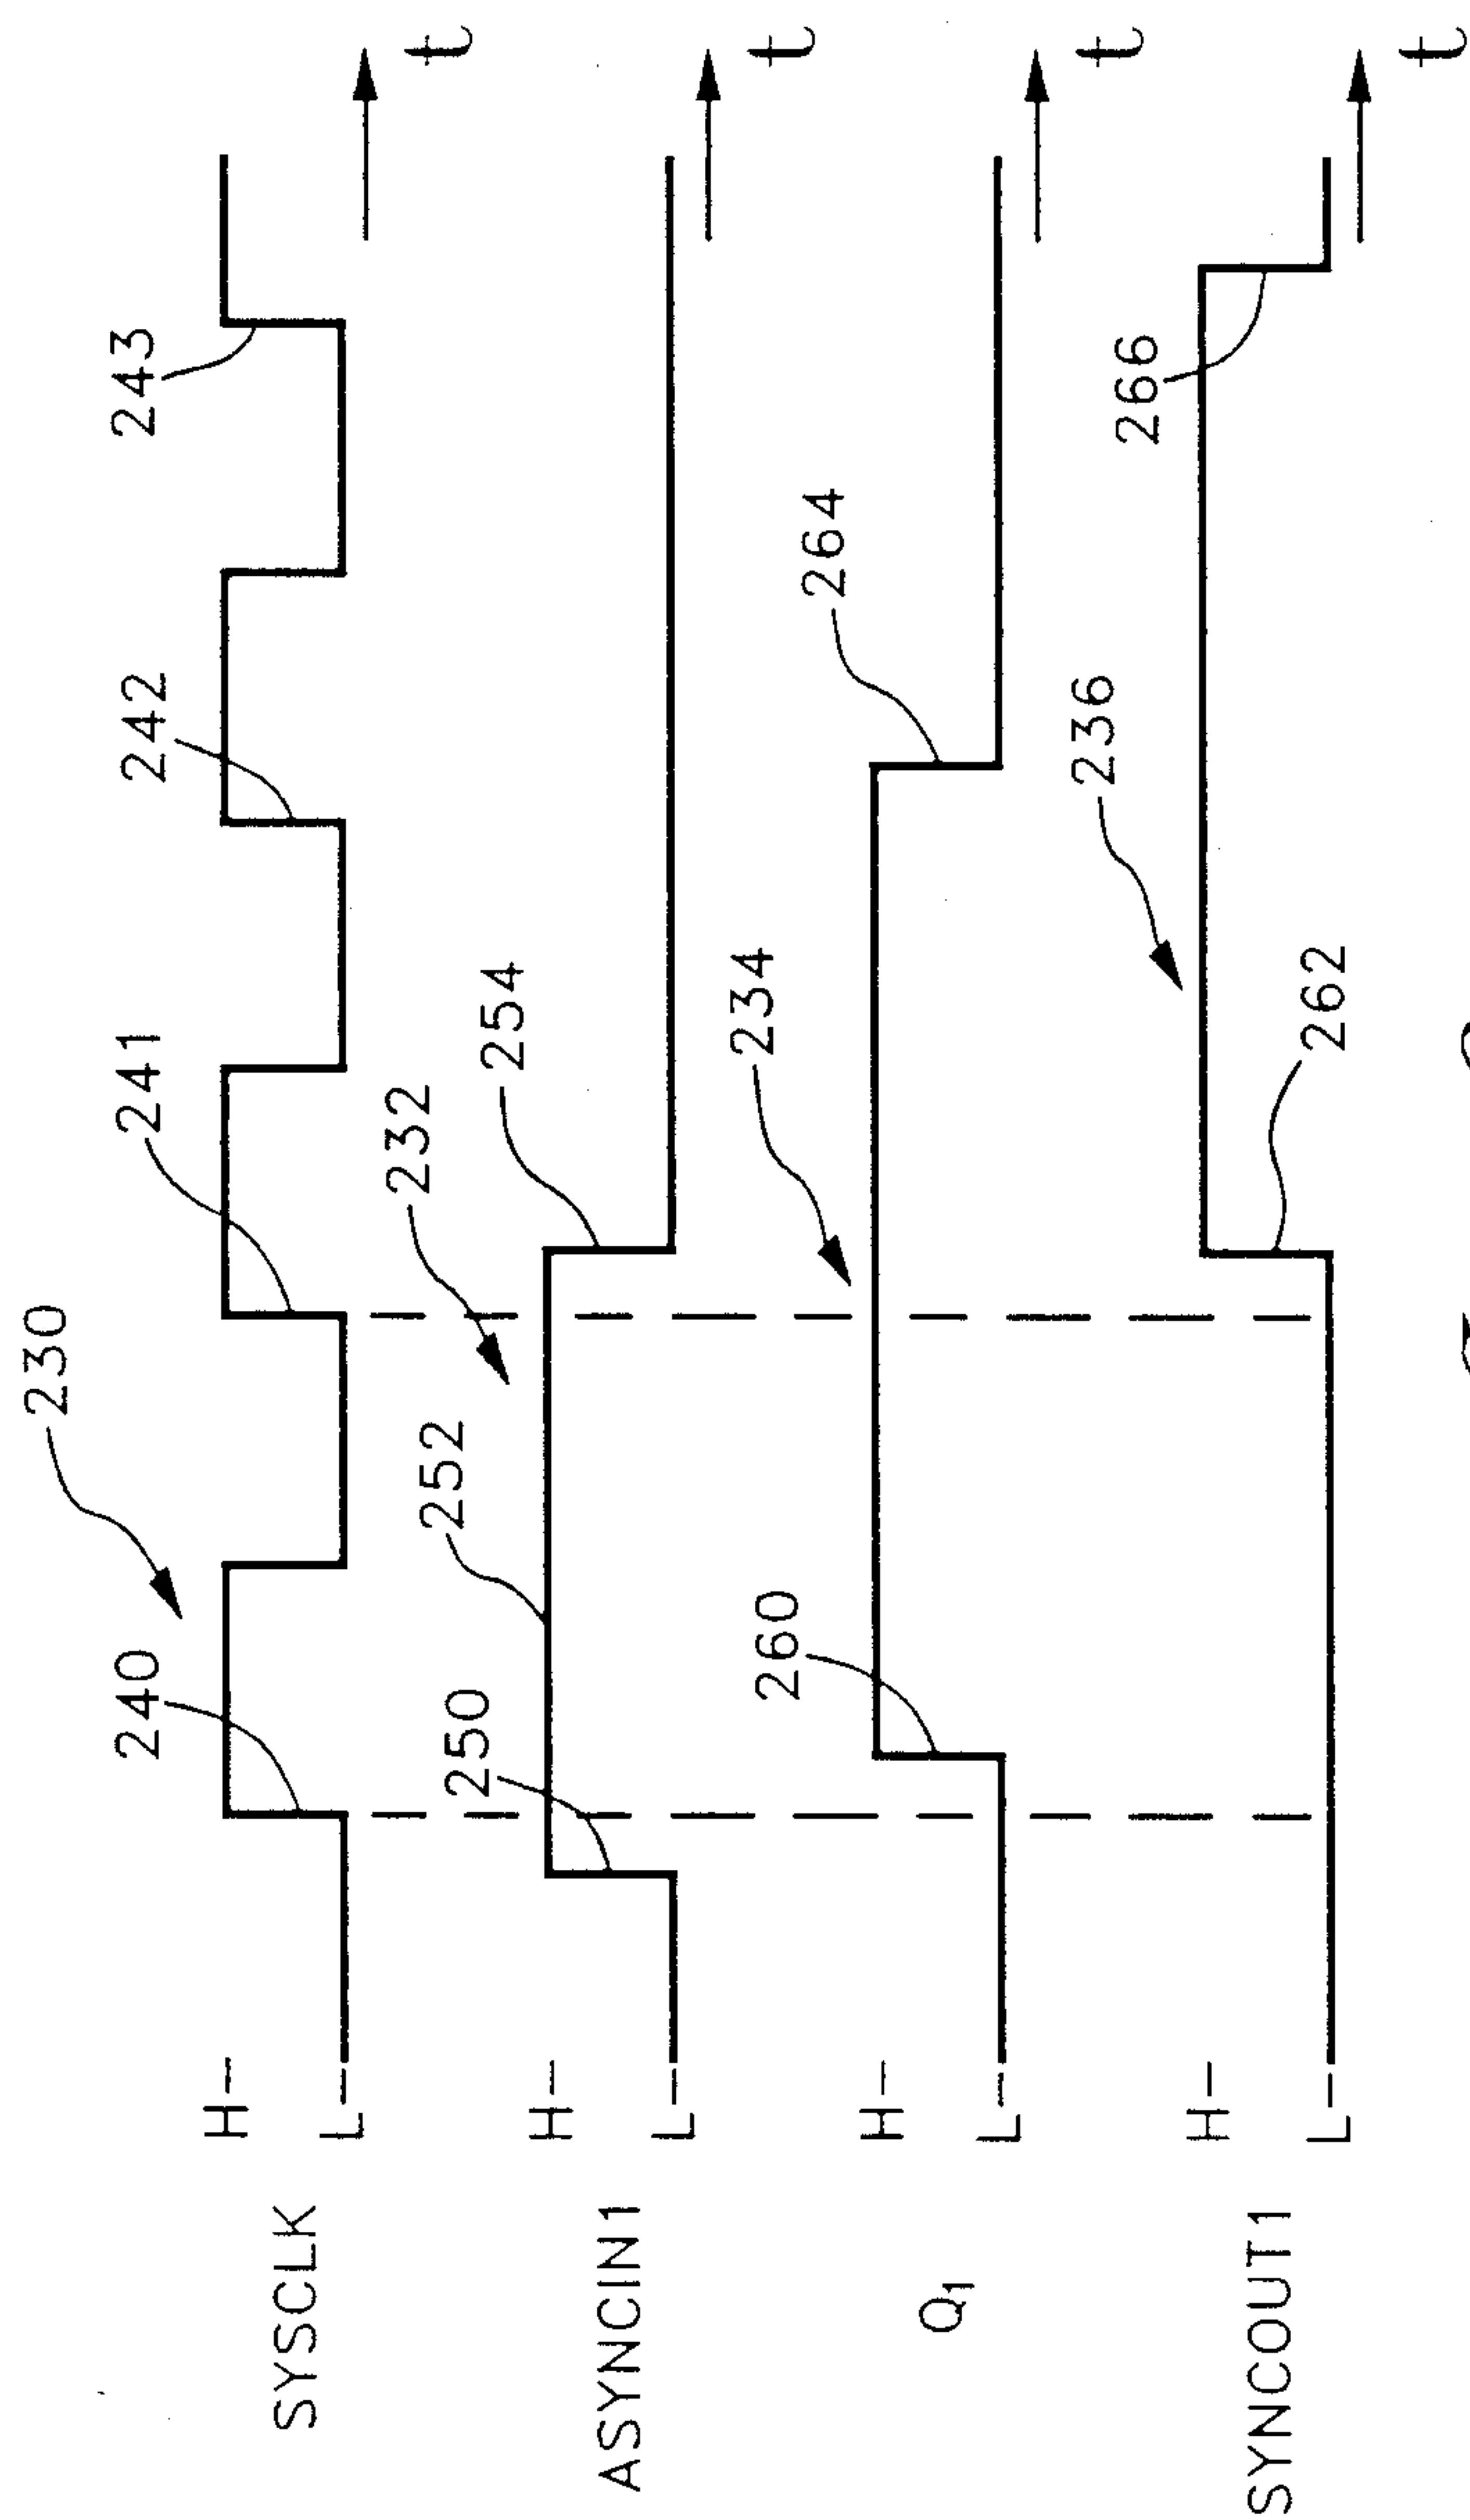 230
240 241 242 243
SYSCLK H L t
232
250 252 254
ASYNCIN1 H L t
234
260 264
Q1 H L t
236
262 266
SYNCOUT1 H L t